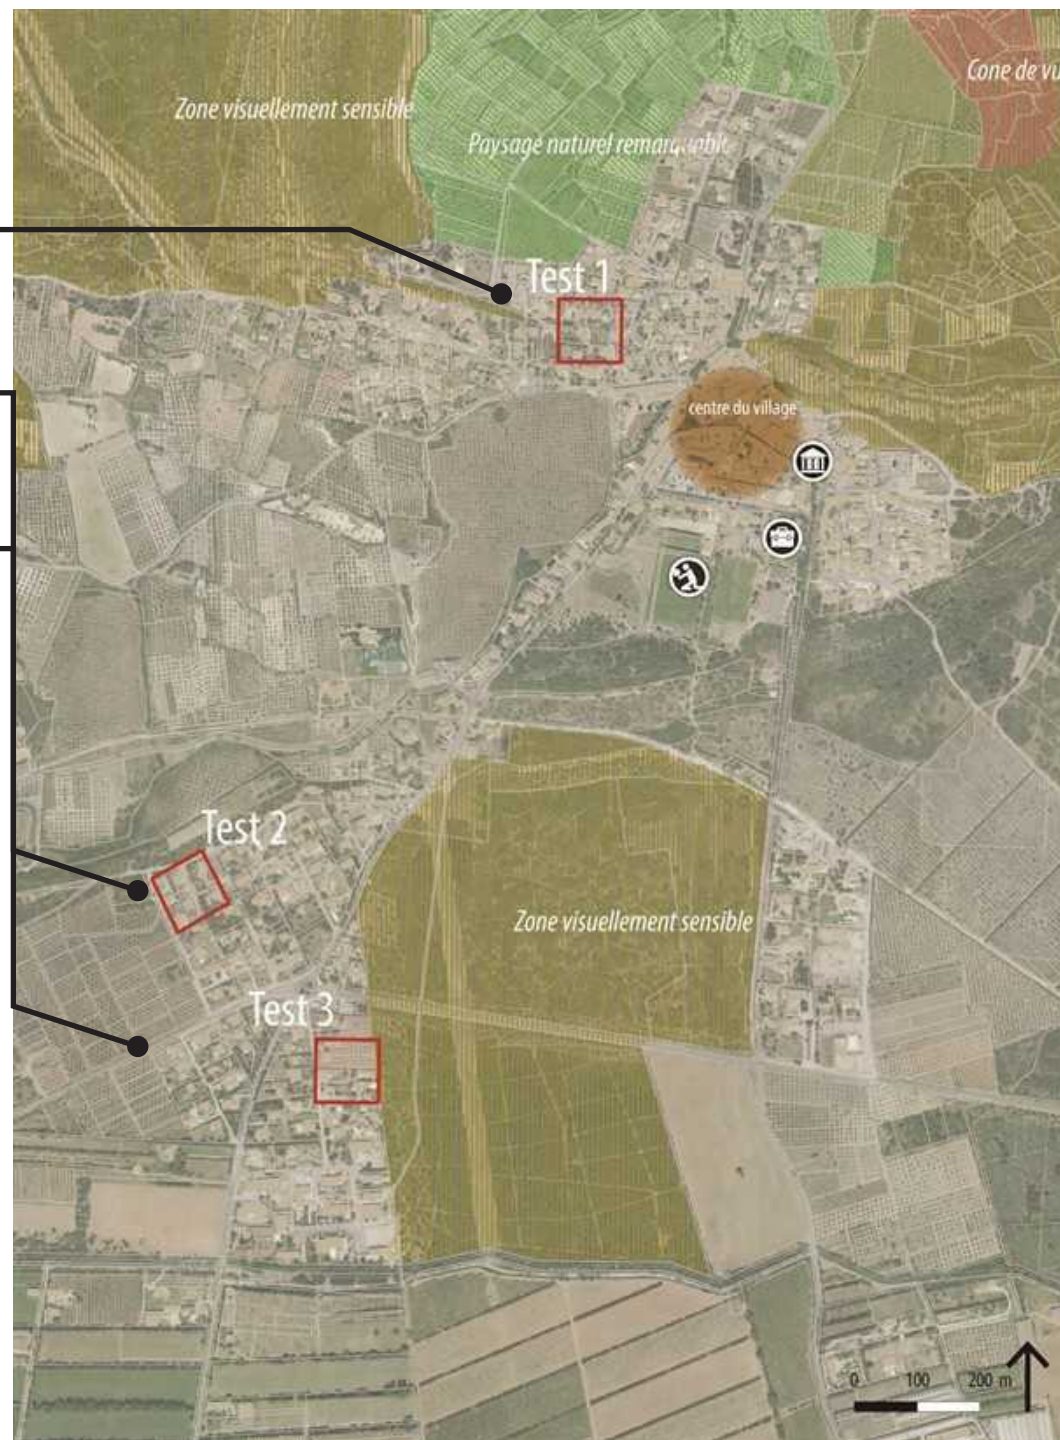 Cone de vu
Zone visuellement sensible
Paysage naturel remarquable
Test 1
centre du village
Test 2
Zone visuellement sensible
Test 3
0 100 200 m